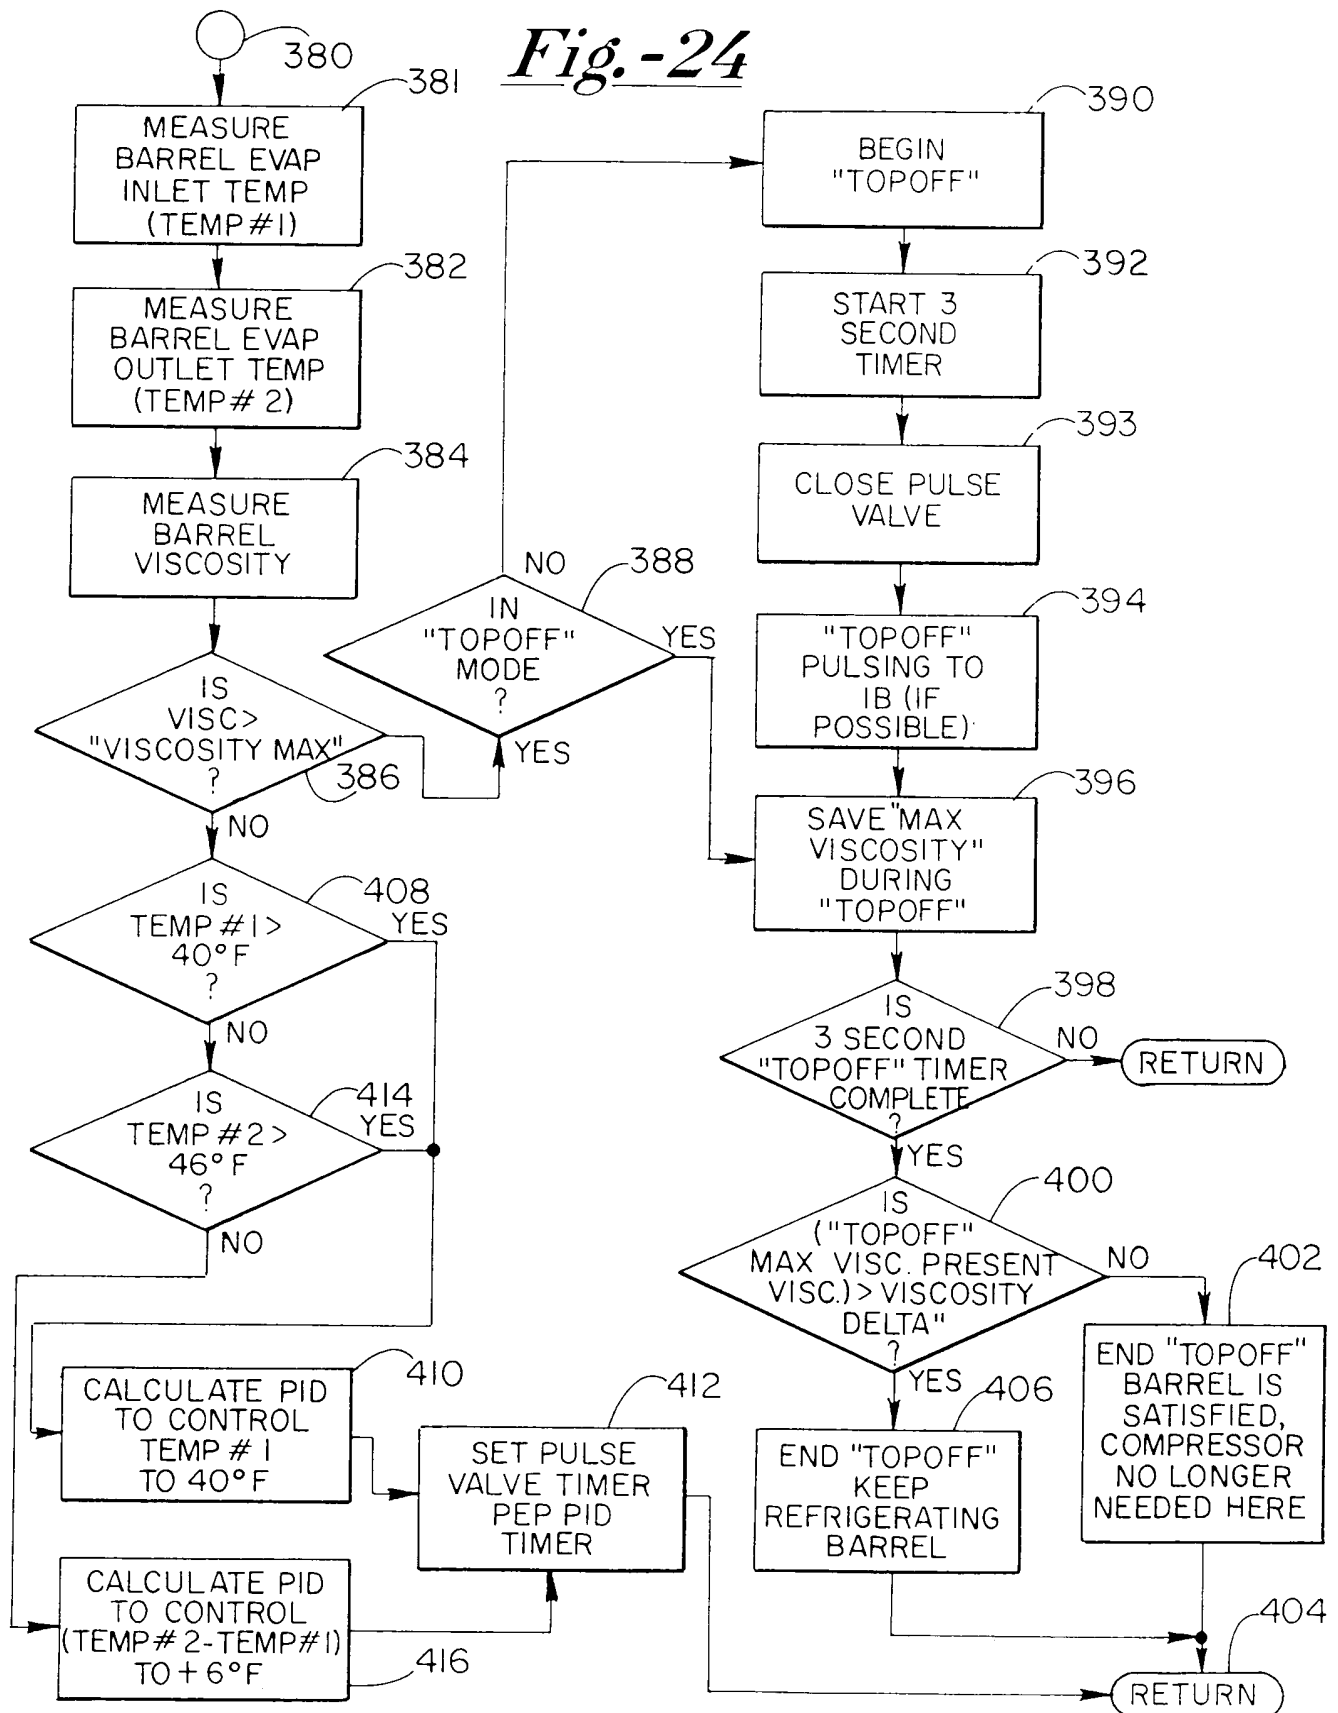 Fig.-24
380
381
MEASURE
BARREL EVAP
INLET TEMP
(TEMP#1)
382
MEASURE
BARREL EVAP
OUTLET TEMP
(TEMP# 2)
384
MEASURE
BARREL
VISCOSITY
IS
VISC>
"VISCOSITY MAX"
?
386
YES
NO
388
IN
"TOPOFF"
MODE
?
NO
YES
390
BEGIN
"TOPOFF"
392
START 3
SECOND
TIMER
393
CLOSE PULSE
VALVE
394
"TOPOFF"
PULSING TO
IB (IF
POSSIBLE)
396
SAVE "MAX
VISCOSITY"
DURING
"TOPOFF"
398
IS
3 SECOND
"TOPOFF" TIMER
COMPLETE
?
NO
RETURN
YES
400
IS
("TOPOFF"
MAX VISC. PRESENT
VISC.) > VISCOSITY
DELTA"
?
NO
YES
402
END "TOPOFF"
BARREL IS
SATISFIED,
COMPRESSOR
NO LONGER
NEEDED HERE
406
END "TOPOFF"
KEEP
REFRIGERATING
BARREL
404
RETURN
408
IS
TEMP #1>
40°F
?
YES
NO
414
IS
TEMP #2>
46°F
?
YES
NO
410
CALCULATE PID
TO CONTROL
TEMP # 1
TO 40°F
412
SET PULSE
VALVE TIMER
PEP PID
TIMER
CALCULATE PID
TO CONTROL
(TEMP# 2-TEMP#1)
TO + 6°F
416